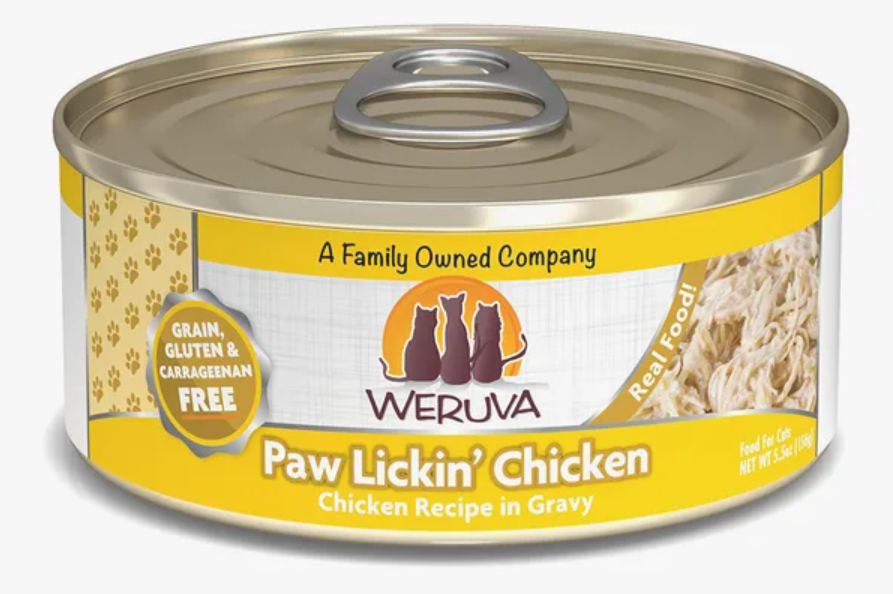 A Family Owned Company
GRAIN,
GLUTEN &
CARRAGEENAN
FREE
WERUVA
Real Food!
Paw Lickin' Chicken
Chicken Recipe in Gravy
Food For Cats
NET WT 5.5oz (156g)